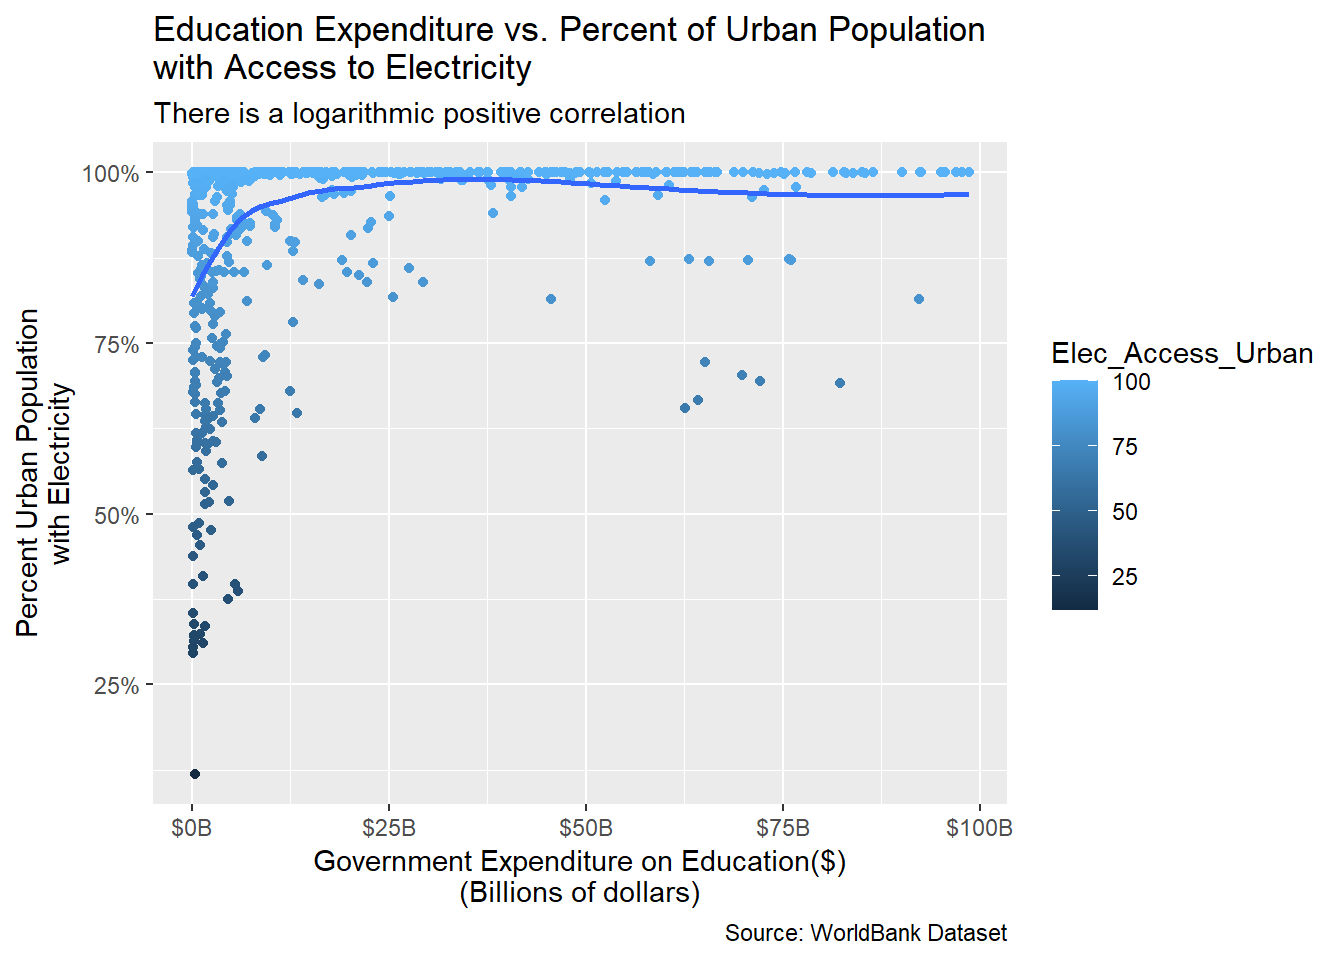 Education Expenditure vs. Percent of Urban Population
with Access to Electricity
There is a logarithmic positive correlation
Percent Urban Population
with Electricity
100%
75%
50%
25%
$0B
$25B
$50B
$75B
$100B
Government Expenditure on Education($)
(Billions of dollars)
Elec_Access_Urban
100
75
50
25
Source: WorldBank Dataset